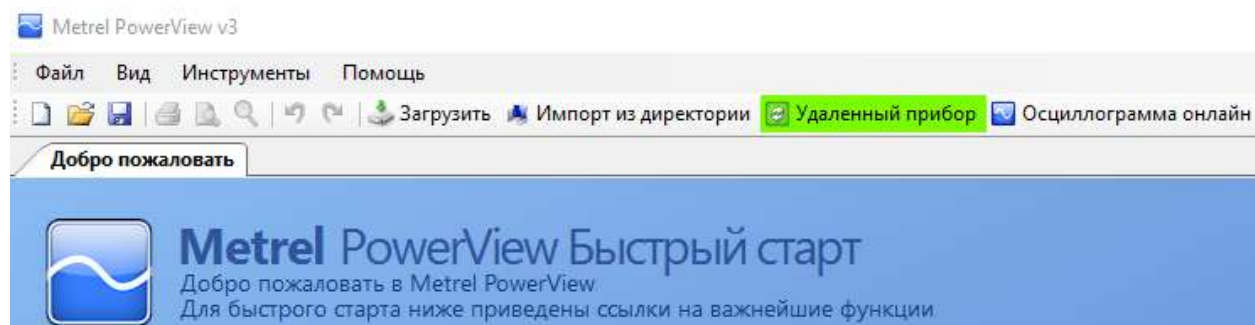 Metrel PowerView v3
Файл Вид Инструменты Помощь
Загрузить Импорт из директории Удаленный прибор Осциллограмма онлайн
Добро пожаловать
Metrel PowerView Быстрый старт
Добро пожаловать в Metrel PowerView
Для быстрого старта ниже приведены ссылки на важнейшие функции